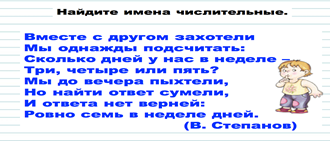 Найдите имена числительные.
Вместе с другом захотели
Мы однажды подсчитать:
Сколько дней у нас в неделе –
Три, четыре или пять?
Мы до вечера пыхтели,
Но найти ответ сумели,
И ответа нет верней:
Ровно семь в неделе дней.
(В. Степанов)